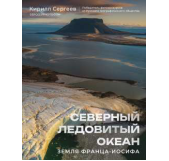 Кирилл Сергеев
СЕВЕРНЫЙ
ЛЕДОВИТЫЙ
ОКЕАН
ЗЕМЛЯ ФРАНЦА-ИОСИФА